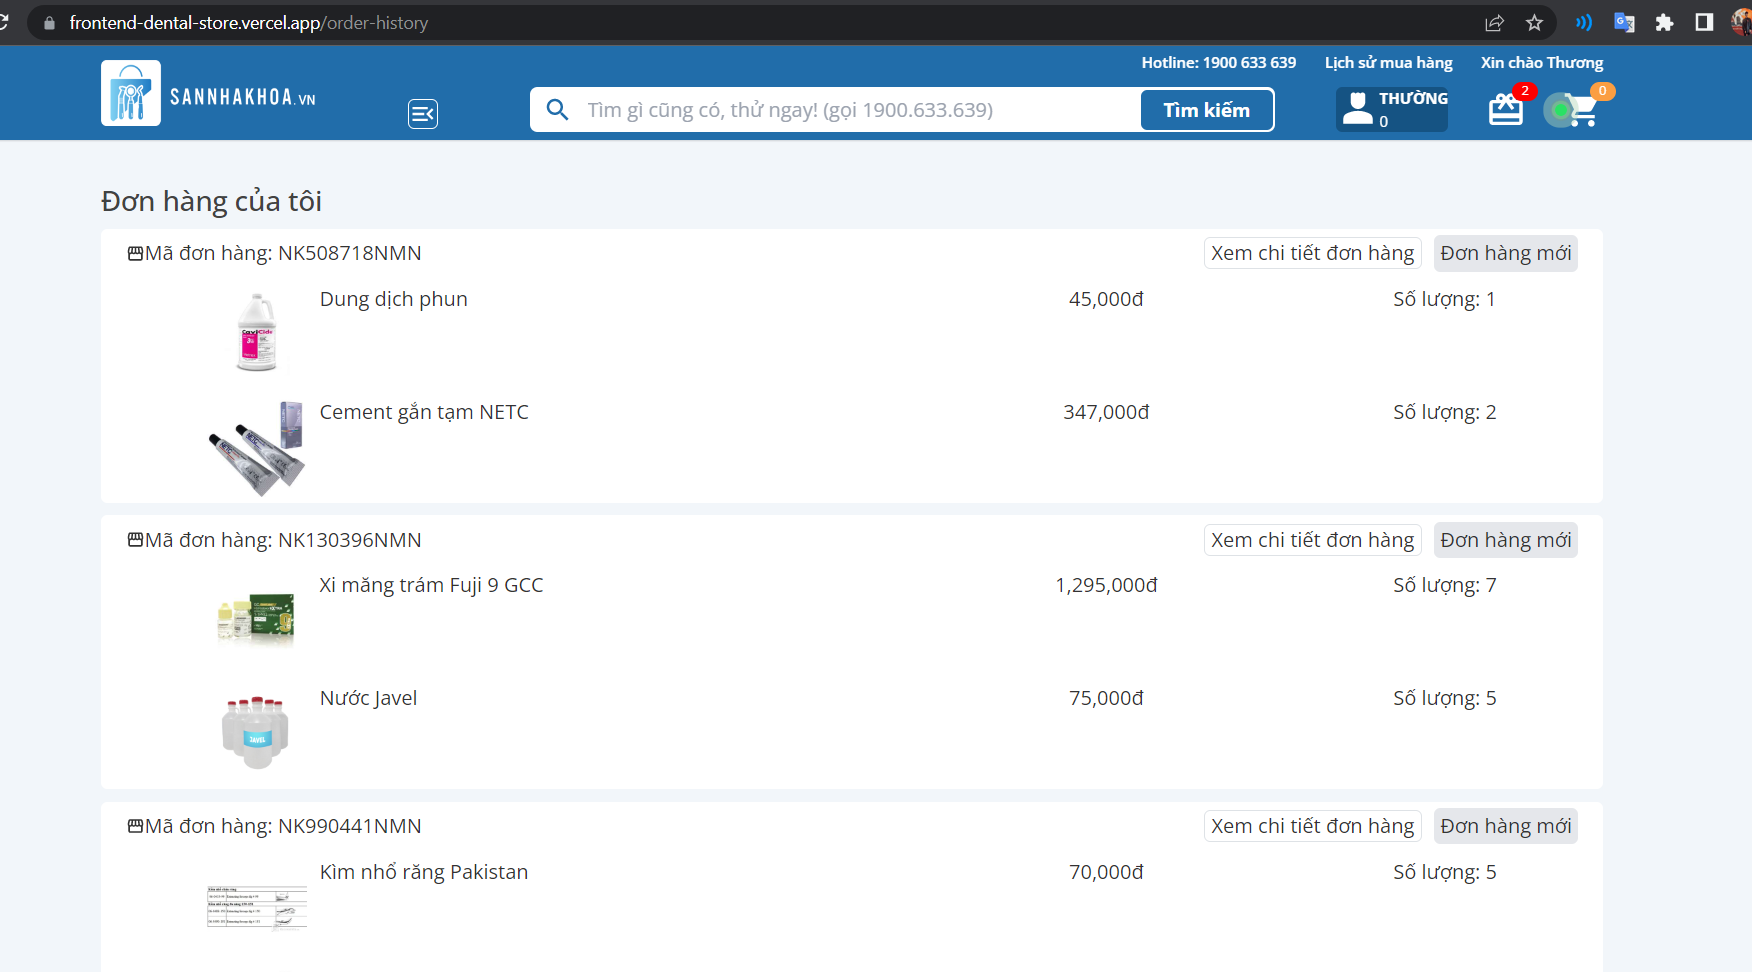 frontend-dental-store.vercel.app/order-history
Hotline: 1900 633 639 Lịch sử mua hàng Xin chào Thương
SANNHAKHOA.VN
Tìm gì cũng có, thử ngay! (gọi 1900.633.639) Tìm kiếm
THƯỜNG
0
2
0
Đơn hàng của tôi
Mã đơn hàng: NK508718NMN Xem chi tiết đơn hàng Đơn hàng mới
Dung dịch phun 45,000đ Số lượng: 1
CaviCide
Cement gắn tạm NETC 347,000đ Số lượng: 2
NETC
Mã đơn hàng: NK130396NMN Xem chi tiết đơn hàng Đơn hàng mới
Xi măng trám Fuji 9 GCC 1,295,000đ Số lượng: 7
9
Nước Javel 75,000đ Số lượng: 5
JAVEL
Mã đơn hàng: NK990441NMN Xem chi tiết đơn hàng Đơn hàng mới
Kìm nhổ răng Pakistan 70,000đ Số lượng: 5